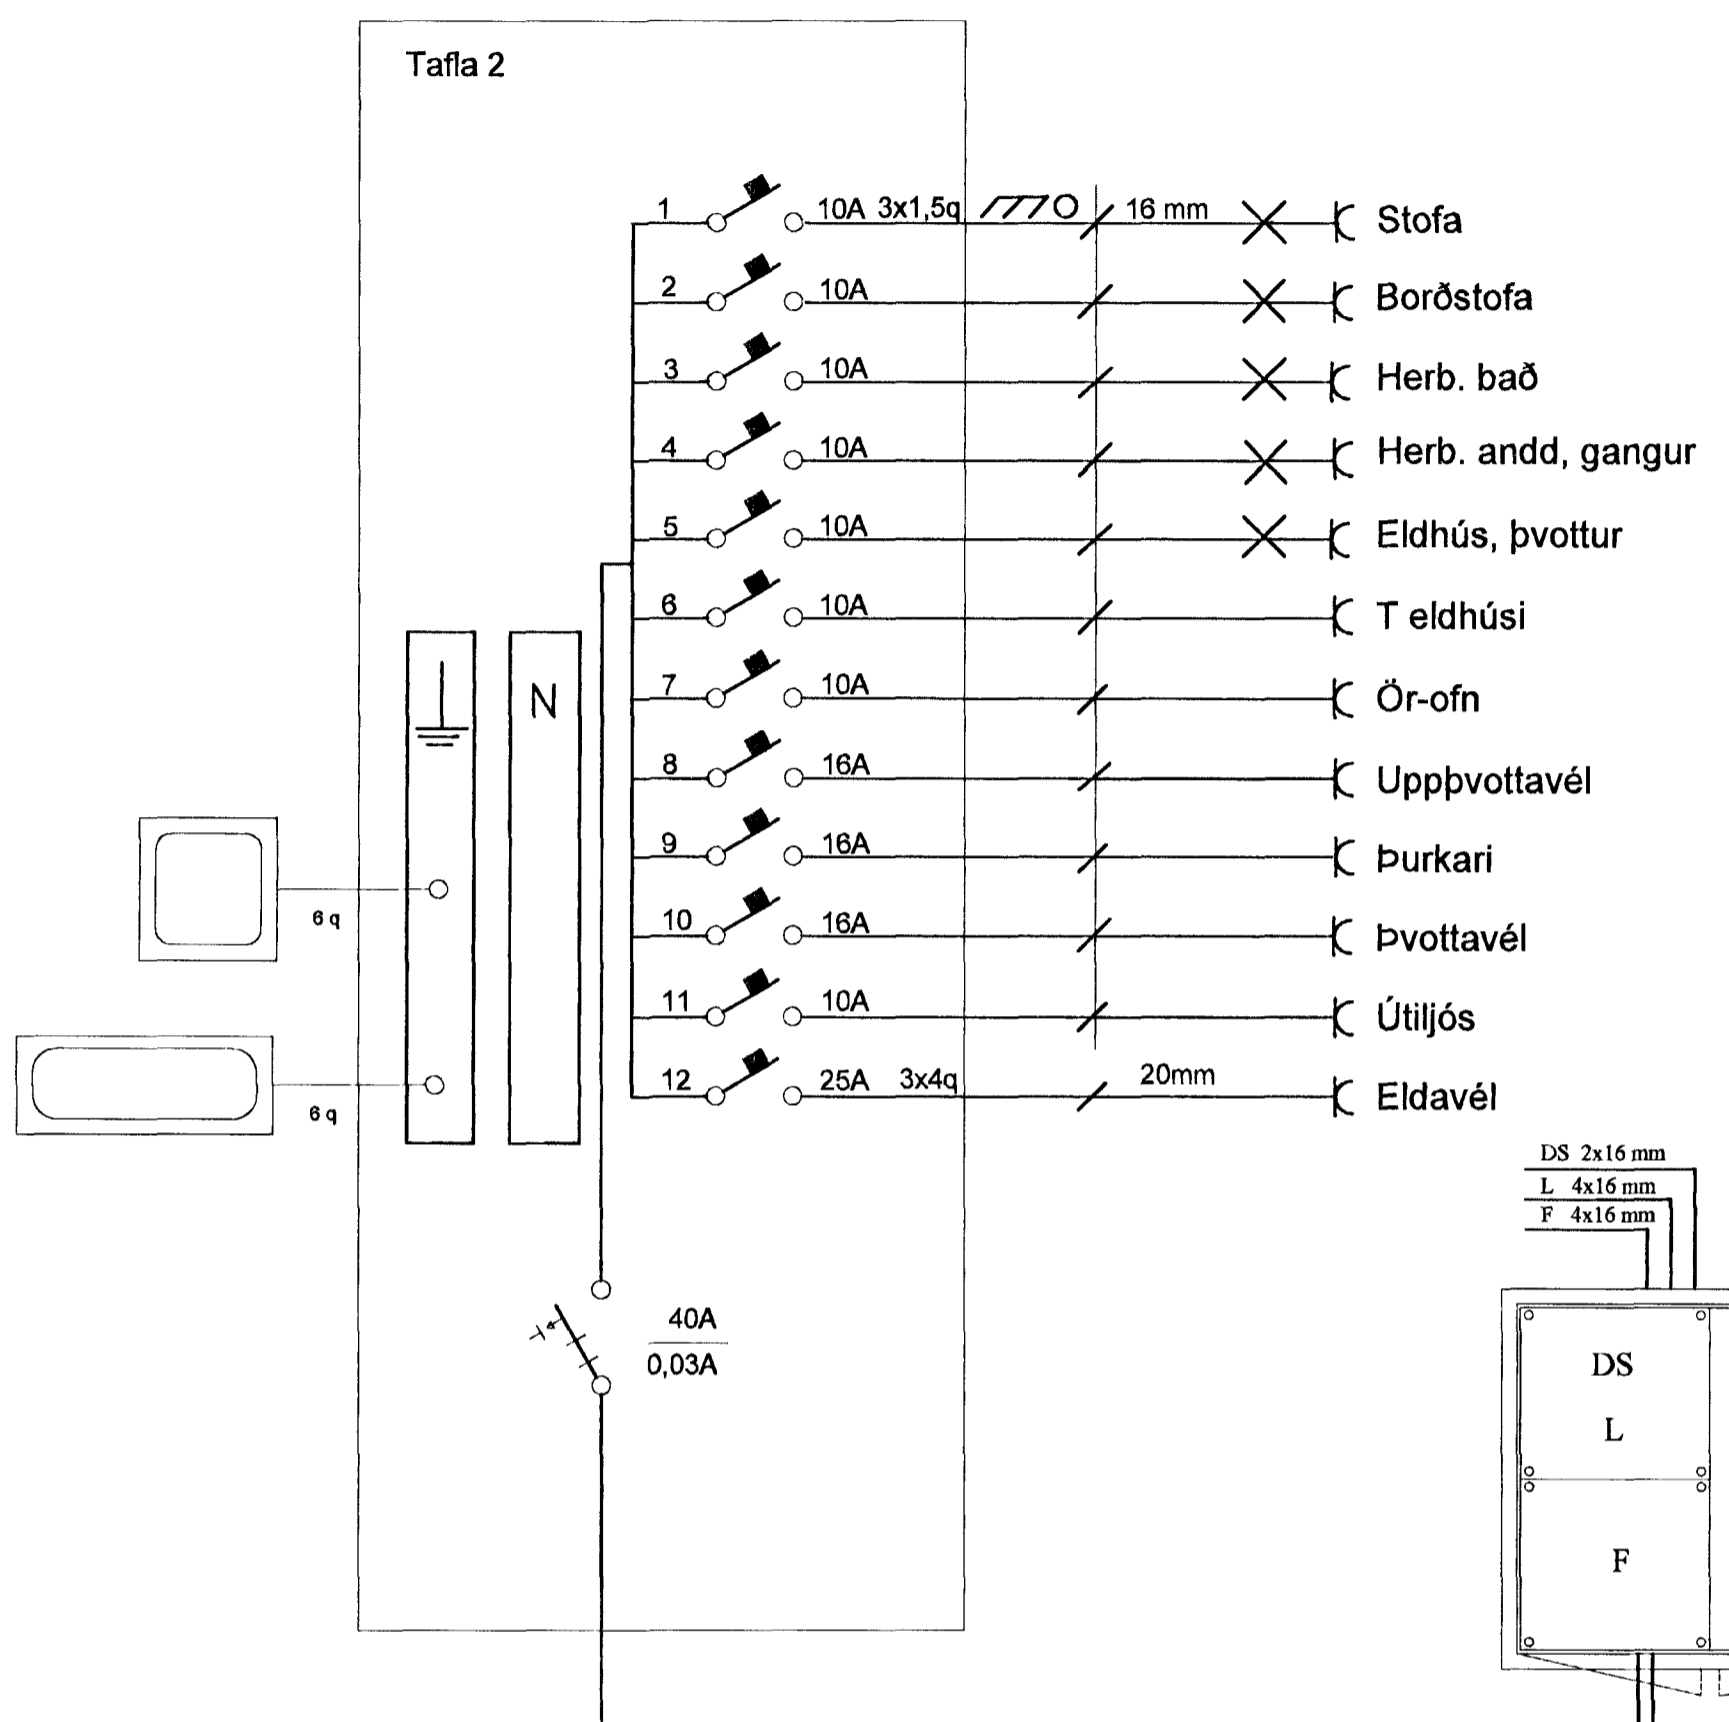 Tafla 2
1 10A 3x1,5q 16 mm Stofa
2 10A Borðstofa
3 10A Herb. bað
4 10A Herb. andd, gangur
5 10A Eldhús, þvottur
6 10A T eldhúsi
7 10A Ör-ofn
8 16A Uppþvottavél
9 16A Þurkari
10 16A Þvottavél
11 10A Útiljós
12 25A 3x4q 20mm Eldavél
N
6 q
6 q
40A
0,03A
DS 2x16 mm
L 4x16 mm
F 4x16 mm
DS
L
F